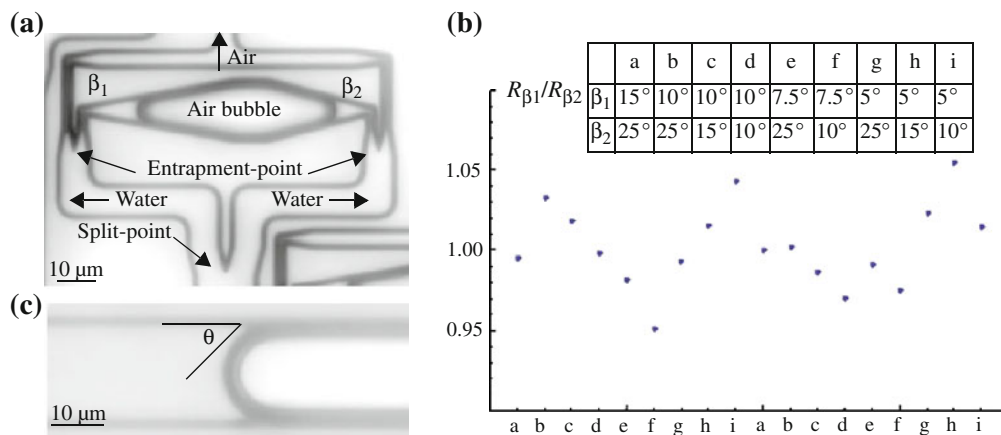 (a)
Air
β1
β2
Air bubble
Entrapment-point
Water
Water
Split-point
10 μm
(c)
θ
10 μm
(b)
a b c d e f g h i
Rβ1/Rβ2
β1 15° 10° 10° 10° 7.5° 7.5° 5° 5° 5°
β2 25° 25° 15° 10° 25° 10° 25° 15° 10°
1.05
1.00
0.95
a b c d e f g h i a b c d e f g h i